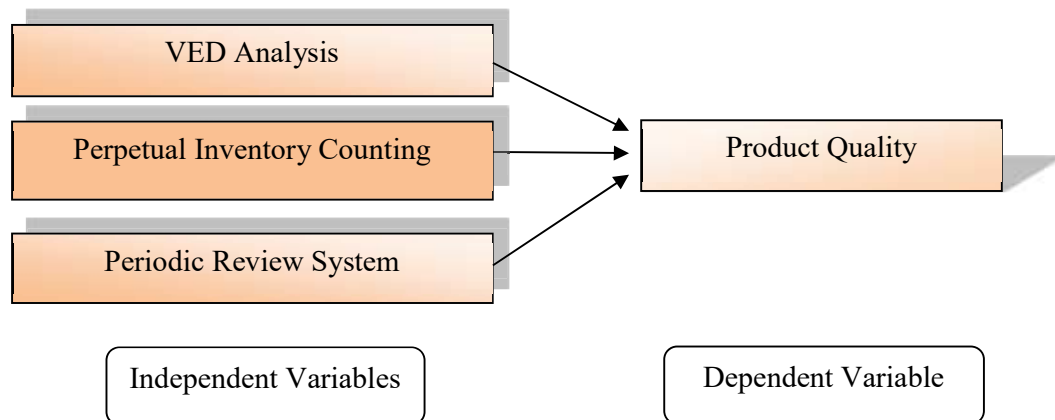 VED Analysis
Perpetual Inventory Counting
Product Quality
Periodic Review System
Independent Variables
Dependent Variable